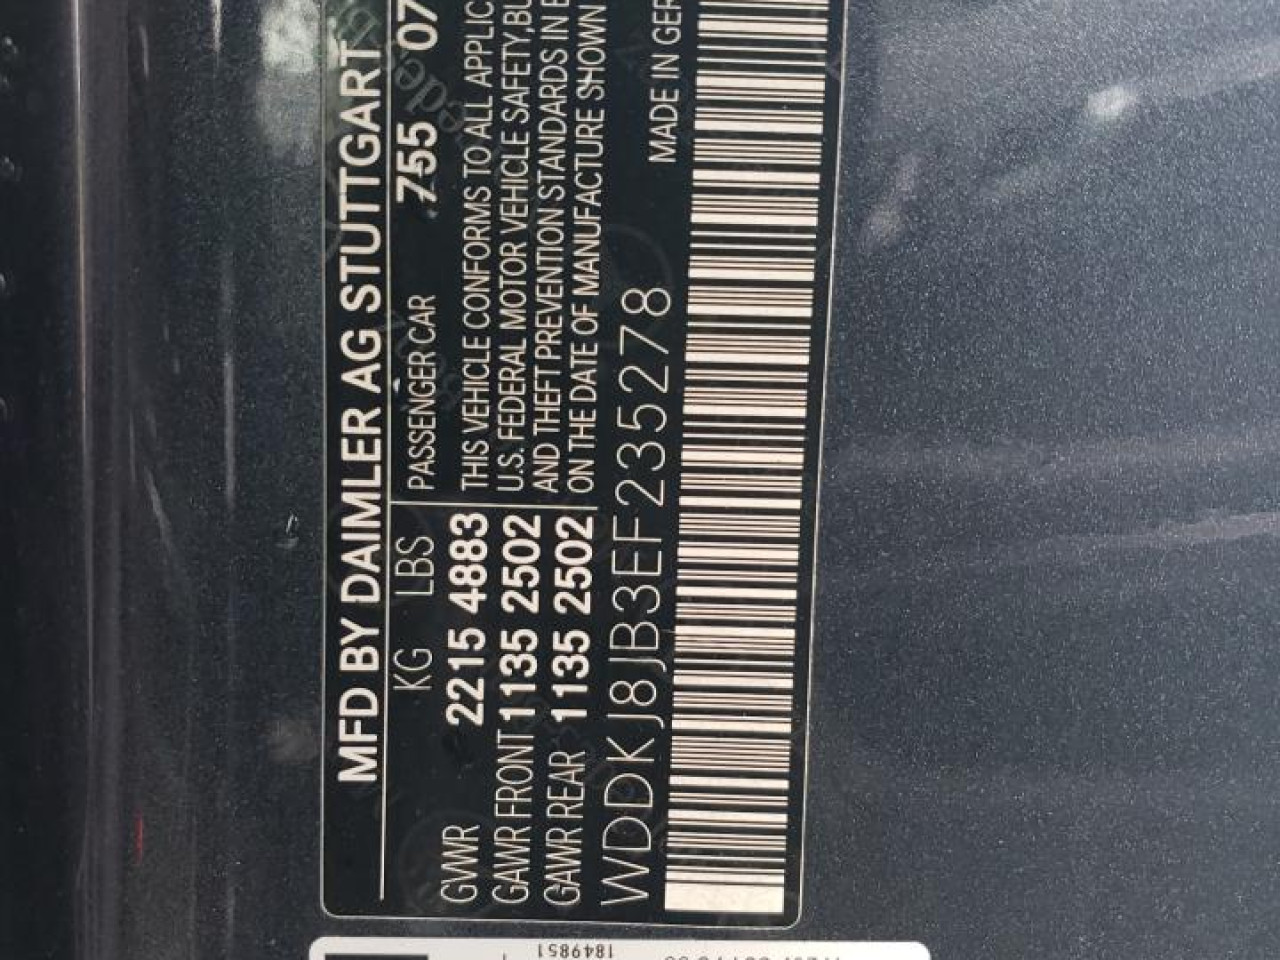 MFD BY DAIMLER AG STUTTGART
KG LBS
PASSENGER CAR 755 07
GVWR 2215 4883
GAWR FRONT 1135 2502
GAWR REAR 1135 2502
THIS VEHICLE CONFORMS TO ALL APPLIC
U.S. FEDERAL MOTOR VEHICLE SAFETY, BU
AND THEFT PREVENTION STANDARDS IN E
ON THE DATE OF MANUFACTURE SHOWN
WDDKJ8JB3EF235278
MADE IN GER
1849851